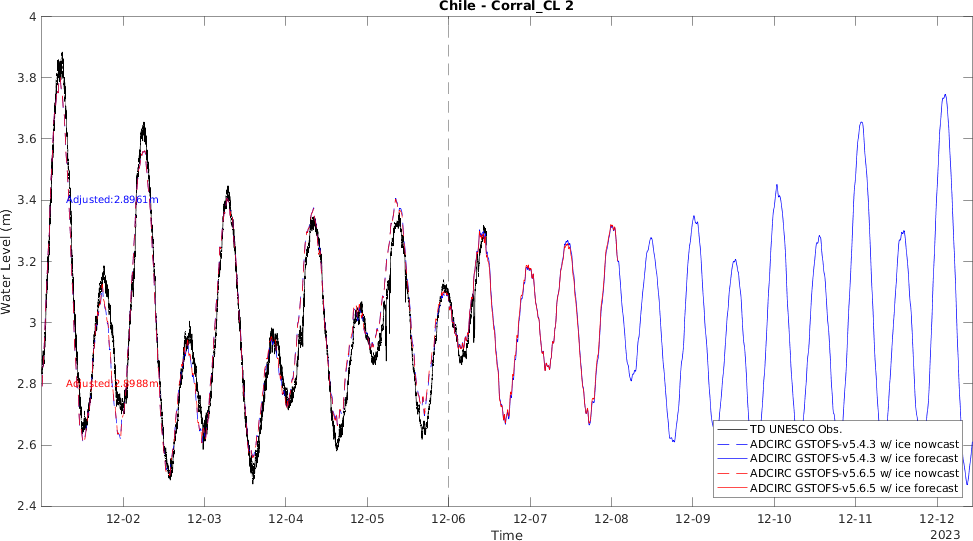 Chile - Corral_CL 2
4
3.8
3.6
3.4
3.2
3
2.8
2.6
2.4
Water Level (m)
Adjusted:2.8961m
Adjusted:2.8988m
TD UNESCO Obs.
ADCIRC GSTOFS-v5.4.3 w/ ice nowcast
ADCIRC GSTOFS-v5.4.3 w/ ice forecast
ADCIRC GSTOFS-v5.6.5 w/ ice nowcast
ADCIRC GSTOFS-v5.6.5 w/ ice forecast
12-02 12-03 12-04 12-05 12-06 12-07 12-08 12-09 12-10 12-11 12-12
Time
2023